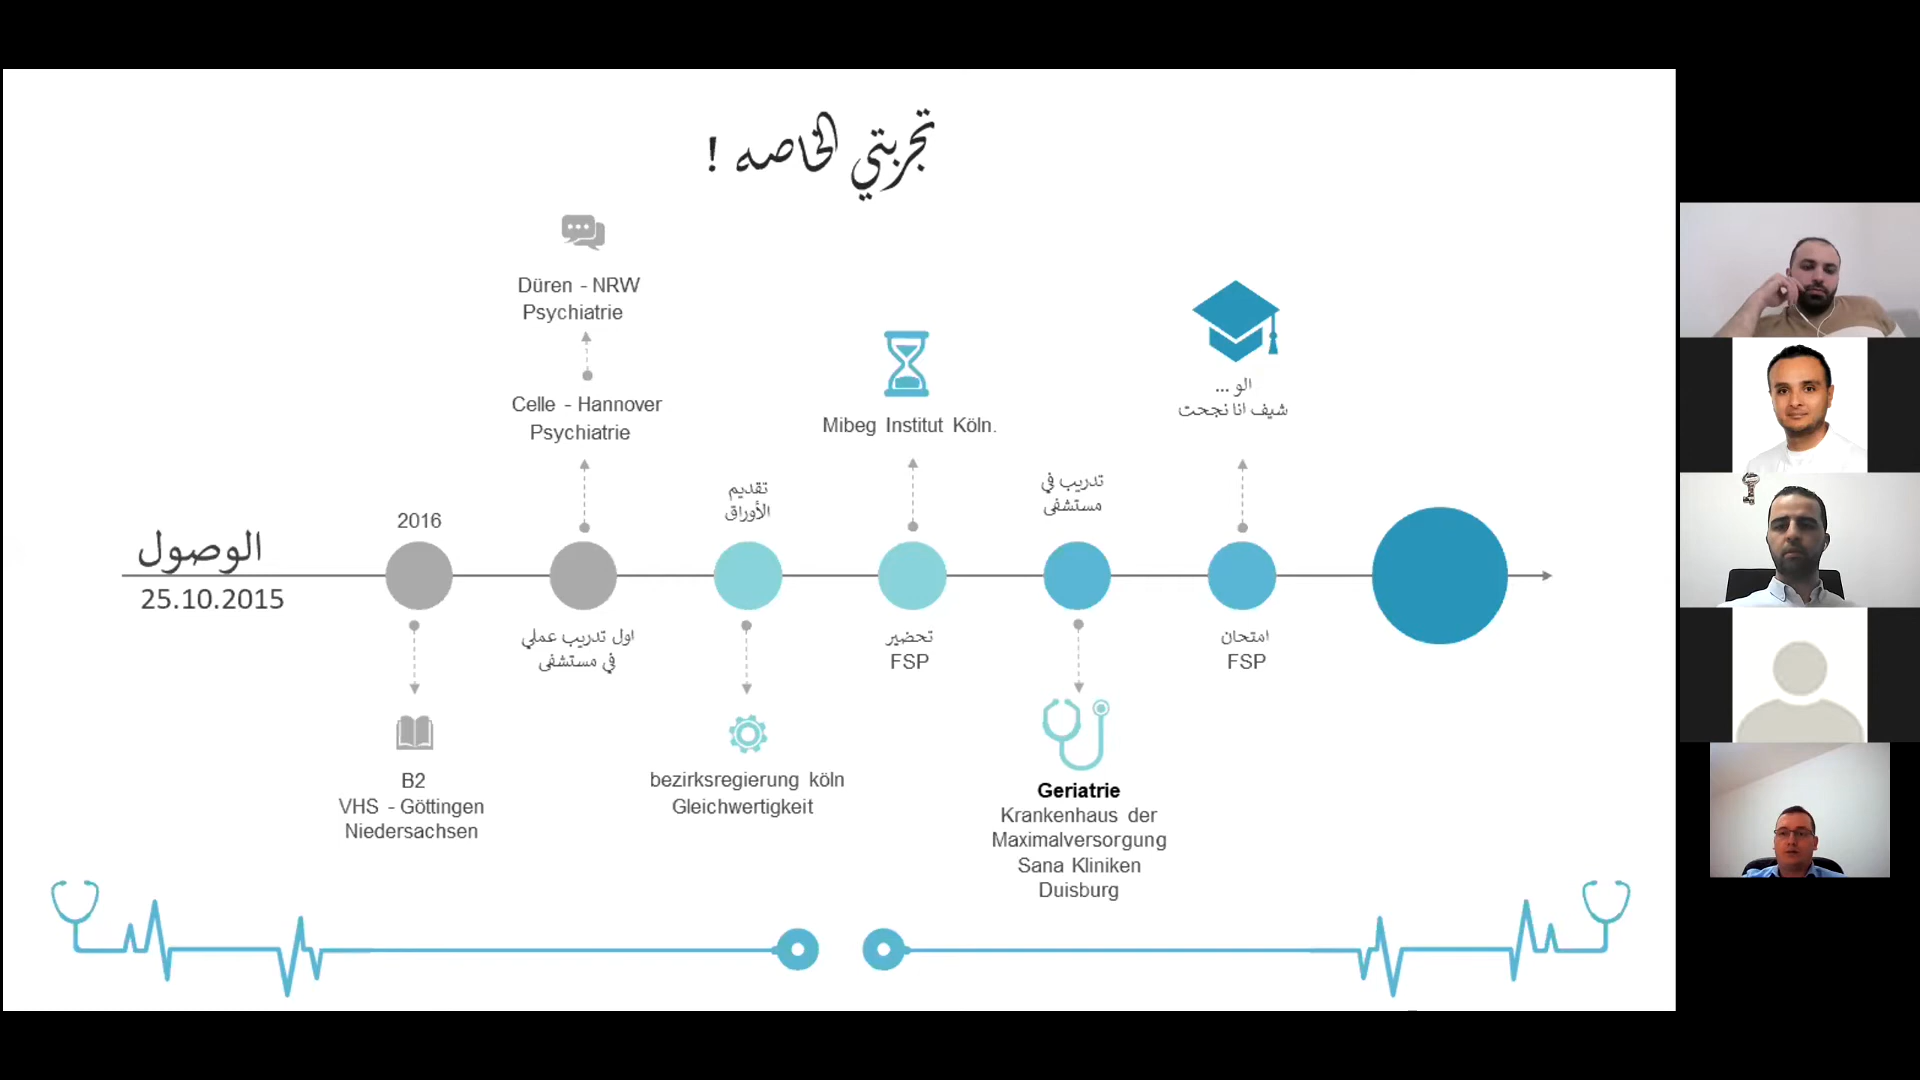 تجربتي الخاصه !
الوصول
25.10.2015
2016
B2
VHS - Göttingen
Niedersachsen
Düren - NRW
Psychiatrie
Celle - Hannover
Psychiatrie
اول تدريب عملي
في مستشفى
تقديم
الأوراق
bezirksregierung köln
Gleichwertigkeit
Mibeg Institut Köln.
تحضير
FSP
تدريب في
مستشفى
Geriatrie
Krankenhaus der
Maximalversorgung
Sana Kliniken
Duisburg
الو ...
شيف انا نجحت
امتحان
FSP